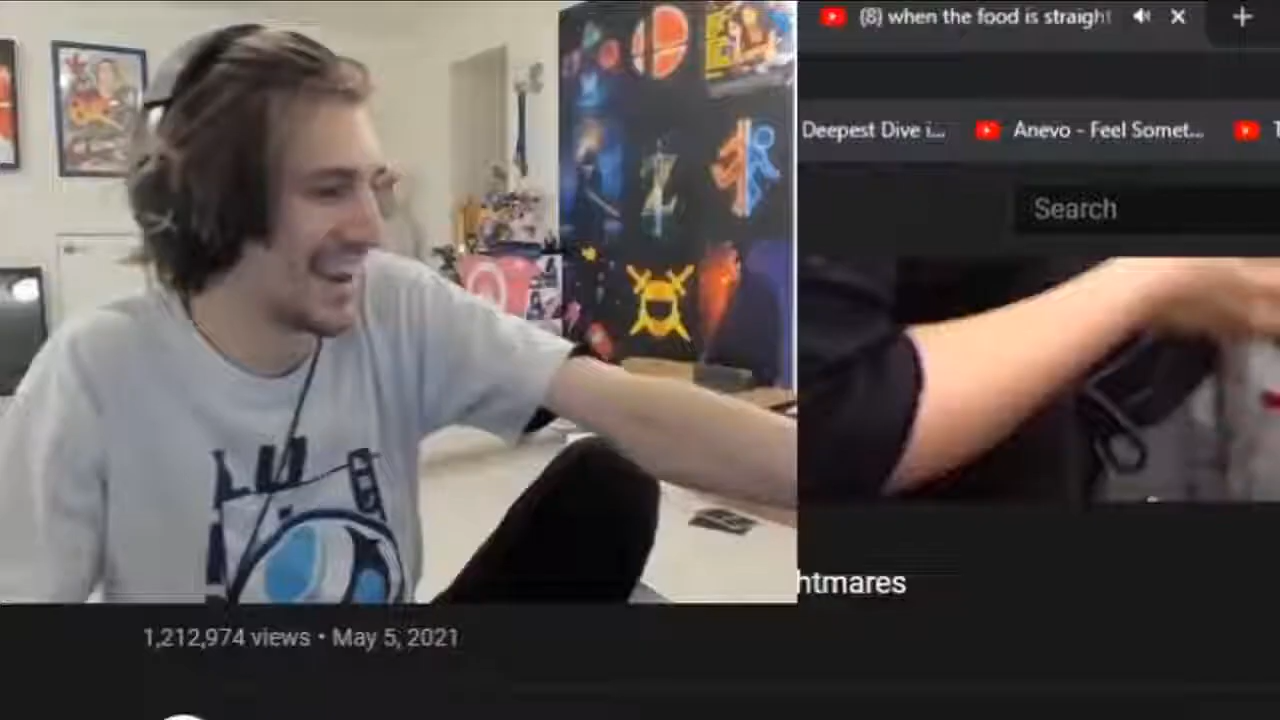 (8) when the food is straight
Deepest Dive i...
Anevo - Feel Somet...
Search
htmares
1,212,974 views • May 5, 2021